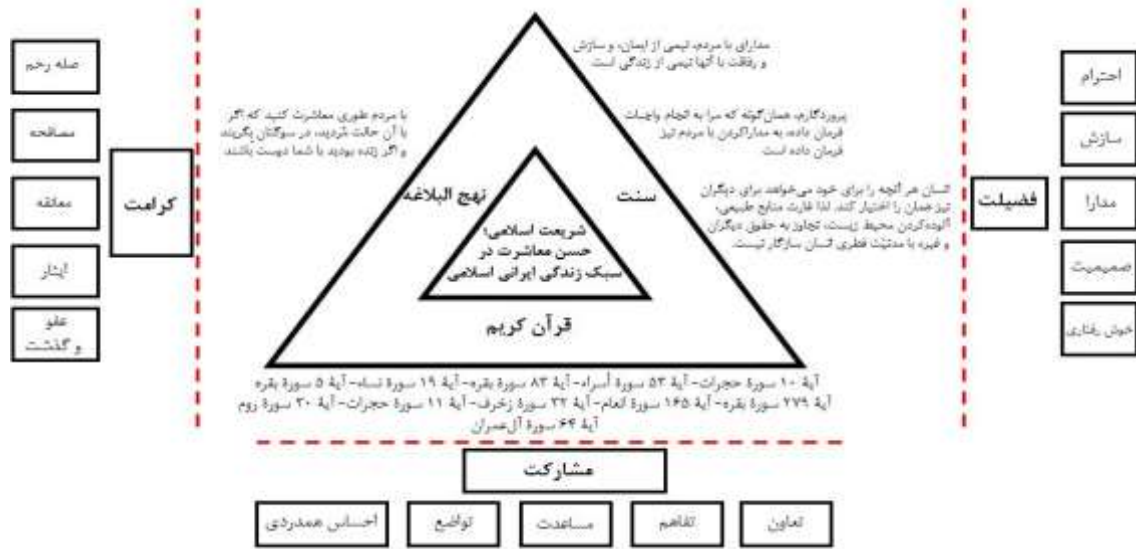 احترام
سازش
مدارا
صمیمیت
خوش رفتاری
فضیلت
مدارای با مردم، نیمی از ایمان، و سازش
و رفاقت با آنها نیمی از زندگی است.
پروردگارم، همان‌گونه که مرا به انجام واجبات
فرمان داده، به مداراکردن با مردم نیز
فرمان داده است
انسان هر آنچه را برای خود می‌خواهد برای دیگران
نیز همان را اختیار کند. لذا غارت منابع طبیعی،
آلوده‌کردن محیط زیست، تجاوز به حقوق دیگران
و غیره با مدنیّت فطری انسان سازگار نیست.
سنت
نهج البلاغه
شریعت اسلامی؛
حسن معاشرت در
سبک زندگی ایرانی اسلامی
قرآن کریم
با مردم طوری معاشرت کنید که اگر
با آن حالت مُردید، در سوگتان بگریند
و اگر زنده بودید با شما دوست باشند.
کرامت
صله رحم
مصافحه
معانقه
ایثار
عفو
و گذشت
آیهٔ ۱۰ سورهٔ حجرات- آیهٔ ۵۳ سورهٔ أسراء- آیهٔ ۸۳ سورهٔ بقره- آیهٔ ۱۹ سورهٔ نساء- آیهٔ ۵ سورهٔ بقره
آیهٔ ۲۷۹ سورهٔ بقره- آیهٔ ۱۶۵ سورهٔ انعام- آیهٔ ۳۲ سورهٔ زخرف- آیهٔ ۱۱ سورهٔ حجرات- آیهٔ ۳۰ سورهٔ روم
آیهٔ ۶۴ سورهٔ آل‌عمران
مشارکت
تعاون
تفاهم
مساعدت
تواضع
احساس همدردی